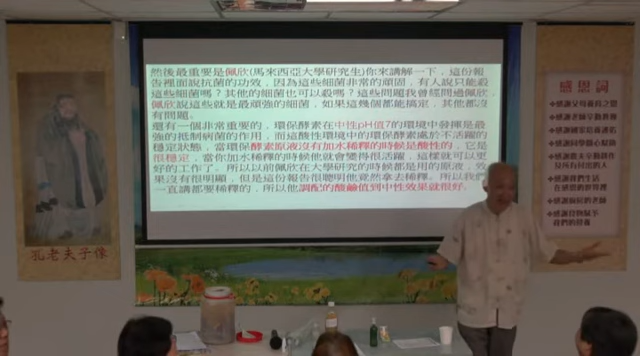 然後最重要是佩欣(馬來西亞大學研究生)你來講解一下，這份報
告裡面說抗菌的功效，因為這些細菌非常的頑固，有人說只能殺
這些細菌嗎？其他的細菌也可以殺嗎？這些問題我曾經問過佩欣，
佩欣說這些就是最頑強的細菌，如果這幾個都能搞定，其他都沒
有問題。
還有一個非常重要的，環保酵素在中性pH值7的環境中發揮是最
強的抵制病菌的作用，而這酸性環境中的環保酵素處於不活躍的
穩定狀態，當環保酵素原液沒有加水稀釋的時候是酸性的，它是
很穩定，當你加水稀釋的時候他就會變得很活躍，這樣就可以更
好的工作了。所以以前佩欣在大學研究的時候都是用的原液，效
果沒有很明顯，但是這份報告很聰明他竟然拿去稀釋。所以我們
一直講都要稀釋的，所以他調配的酸鹼值到中性效果就很好。
孔老夫子像
感恩詞